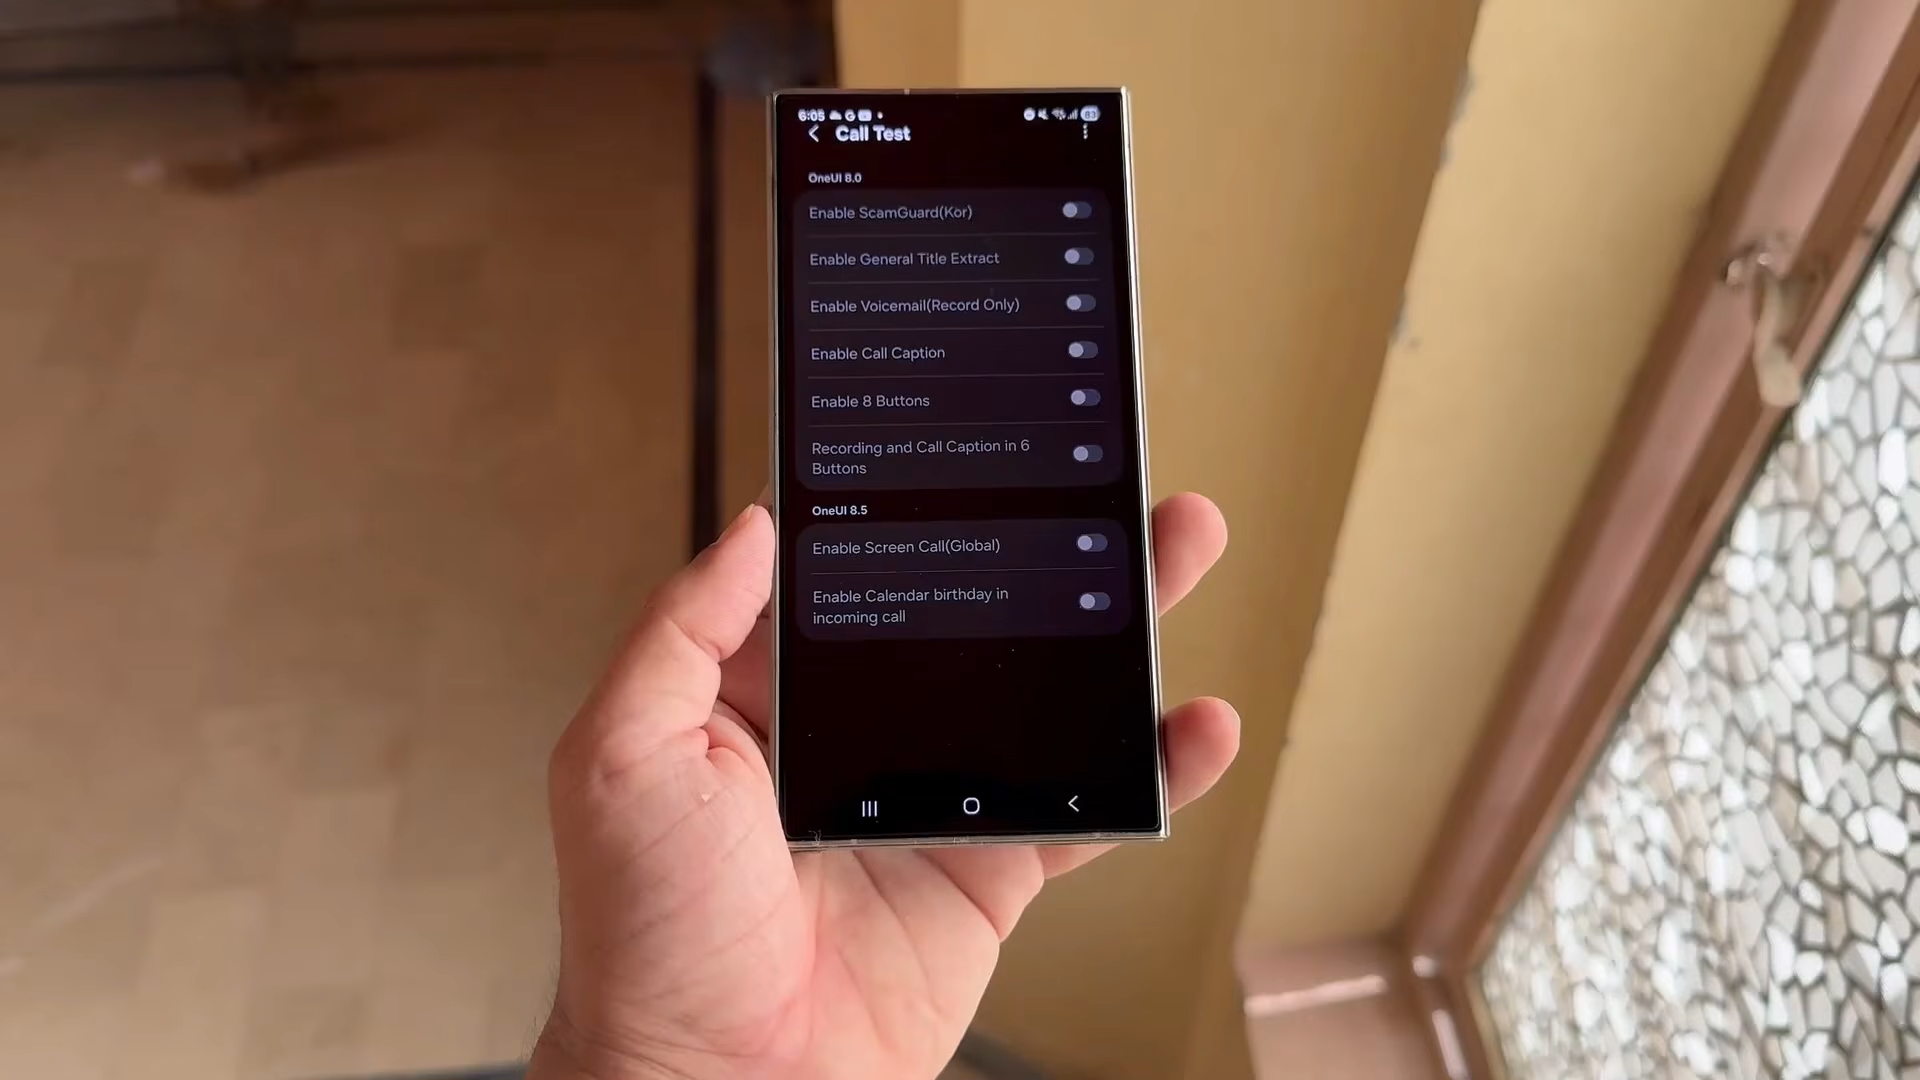 6:05
Call Test
OneUI 8.0
Enable ScamGuard(Kor)
Enable General Title Extract
Enable Voicemail(Record Only)
Enable Call Caption
Enable 8 Buttons
Recording and Call Caption in 6
Buttons
OneUI 8.5
Enable Screen Call(Global)
Enable Calendar birthday in
incoming call